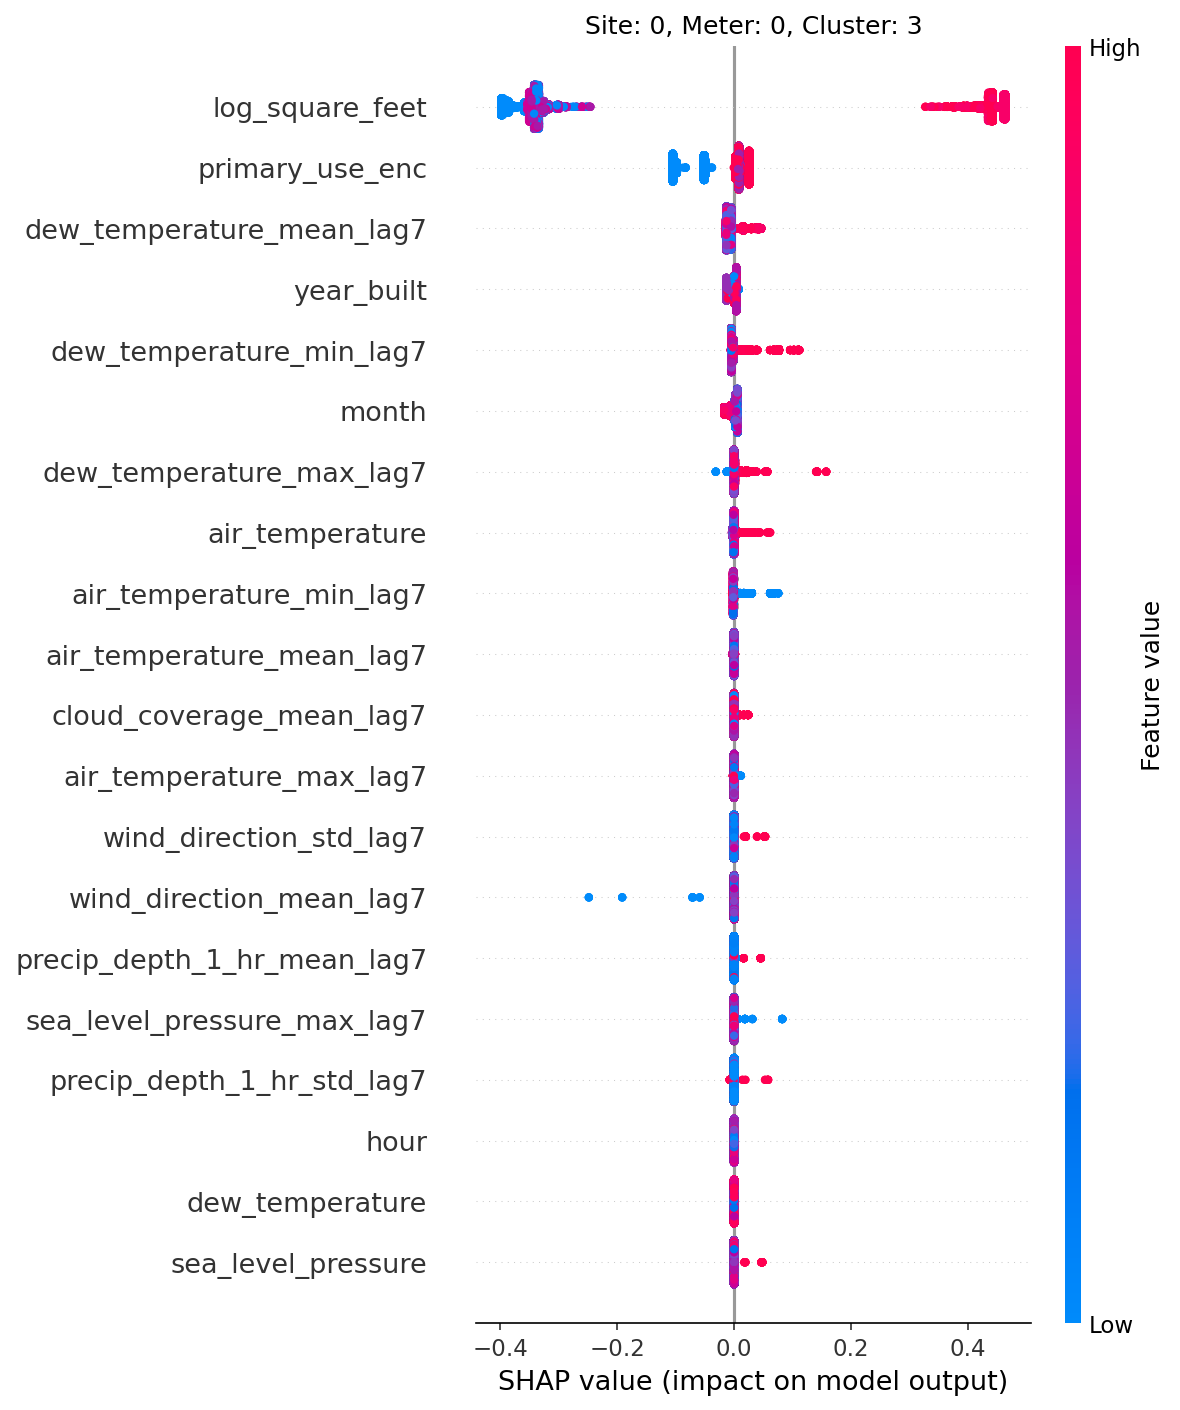 Site: 0, Meter: 0, Cluster: 3
High
log_square_feet
primary_use_enc
dew_temperature_mean_lag7
year_built
dew_temperature_min_lag7
month
dew_temperature_max_lag7
air_temperature
air_temperature_min_lag7
air_temperature_mean_lag7
cloud_coverage_mean_lag7
air_temperature_max_lag7
wind_direction_std_lag7
wind_direction_mean_lag7
precip_depth_1_hr_mean_lag7
sea_level_pressure_max_lag7
precip_depth_1_hr_std_lag7
hour
dew_temperature
sea_level_pressure
Feature value
Low
−0.4 −0.2 0.0 0.2 0.4
SHAP value (impact on model output)